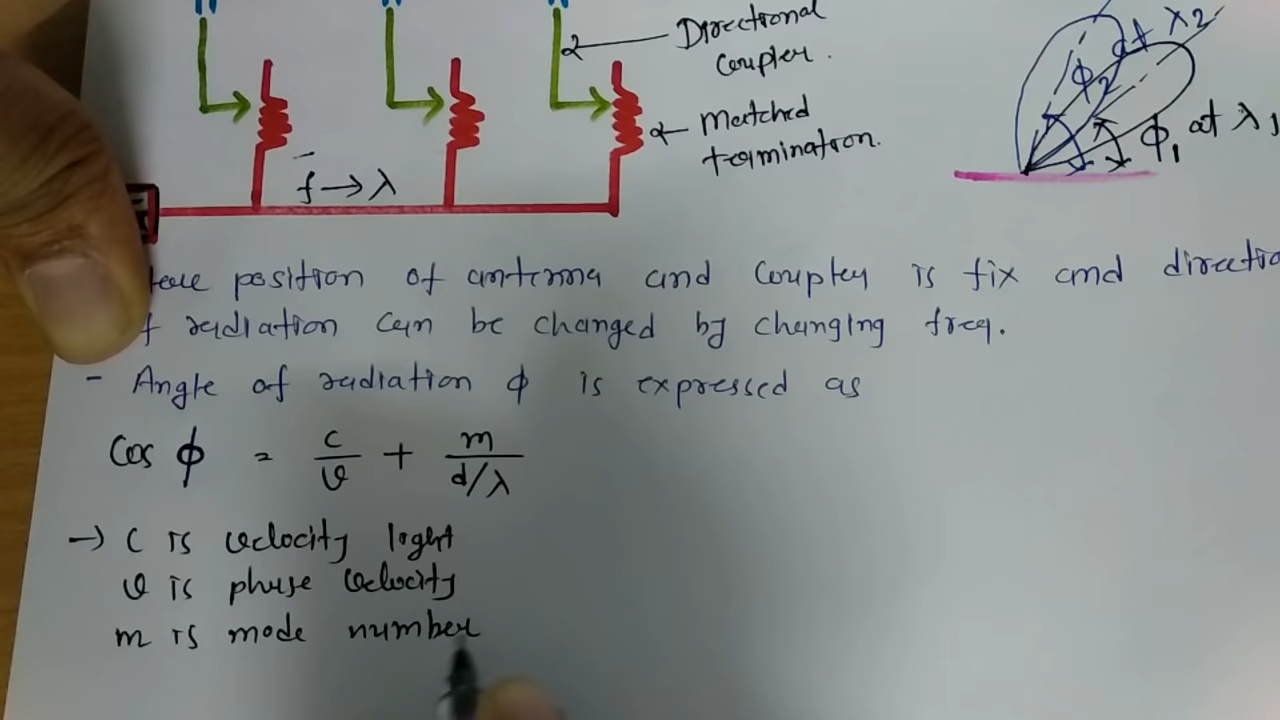 Directional
coupler.
Matched
termination.
f → λ
ϕ2 at λ2
ϕ1 at λ1
position of antenna and coupler is fix and directio
radiation can be changed by changing freq.
- Angle of radiation ϕ is expressed as
Cos ϕ = c/v + m/d/λ
→ C is velocity light
v is phase velocity
m is mode number